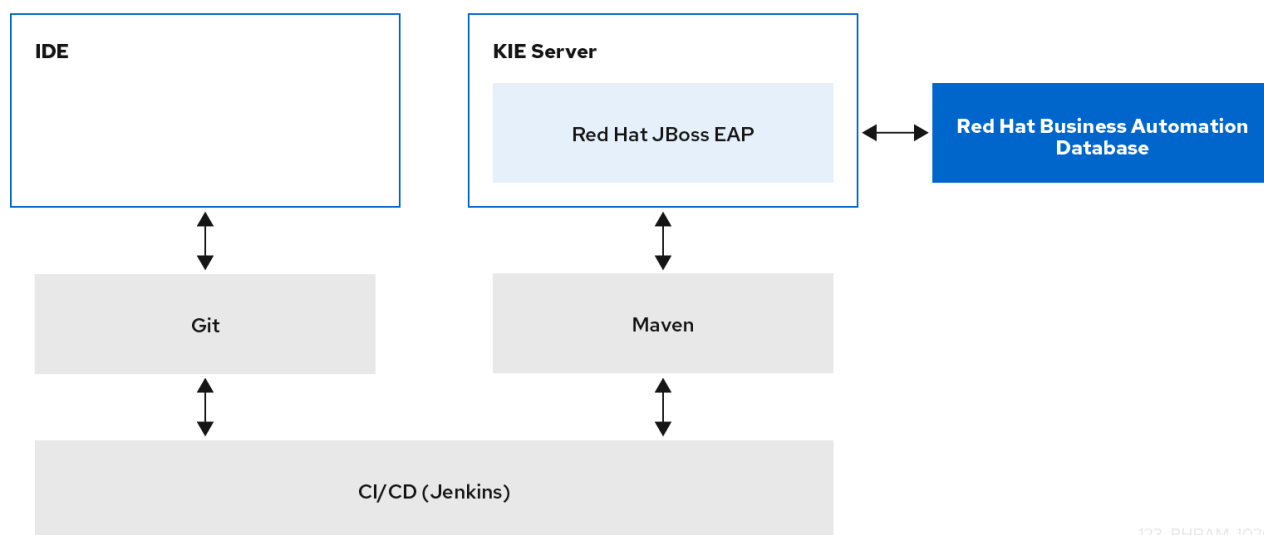 IDE
KIE Server
Red Hat JBoss EAP
Red Hat Business Automation
Database
Git
Maven
CI/CD (Jenkins)